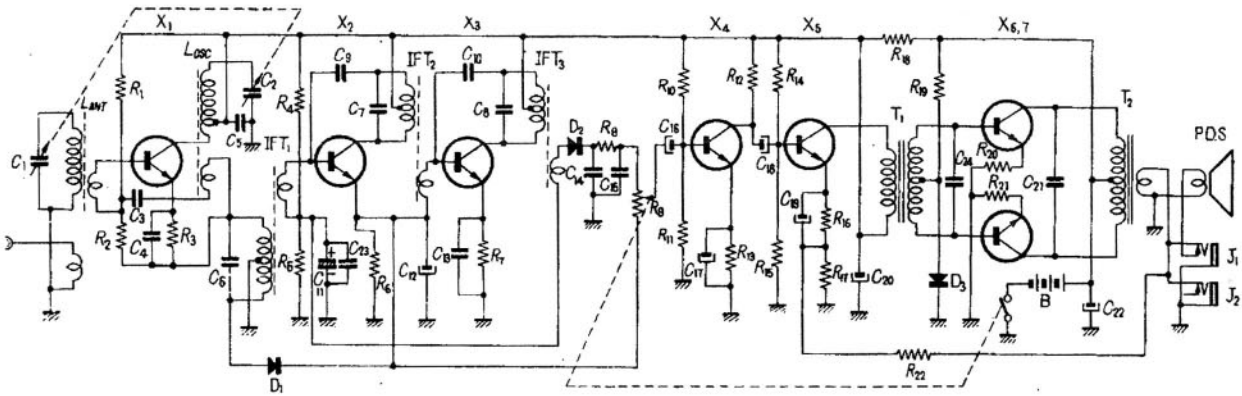 X₁ X₂ X₃ X₄ X₅ X₆,₇
L_OSC
C₂
C₉
IFT₂
C₁₀
IFT₃
R₁₈
R₁
L_ANT
R₄
C₇
C₈
R₁₀
R₁₂
R₁₄
R₁₉
T₂
C₅
IFT₁
D₂
R₈
C₁₆
T₁
P.D.S
C₁
C₁₈
R₂₀
C₂₄
C₂₁
C₁₄
C₁₅
R₂₁
C₃
R₉
C₁₉
R₁₆
R₂
C₄
R₃
R₁₁
C₆
R₅
+
C₁₁
C₂₃
R₆
C₁₂
C₁₃
R₇
C₁₇
R₁₃
R₁₅
R₁₇
C₂₀
D₃
B
J₁
C₂₂
J₂
R₂₂
D₁